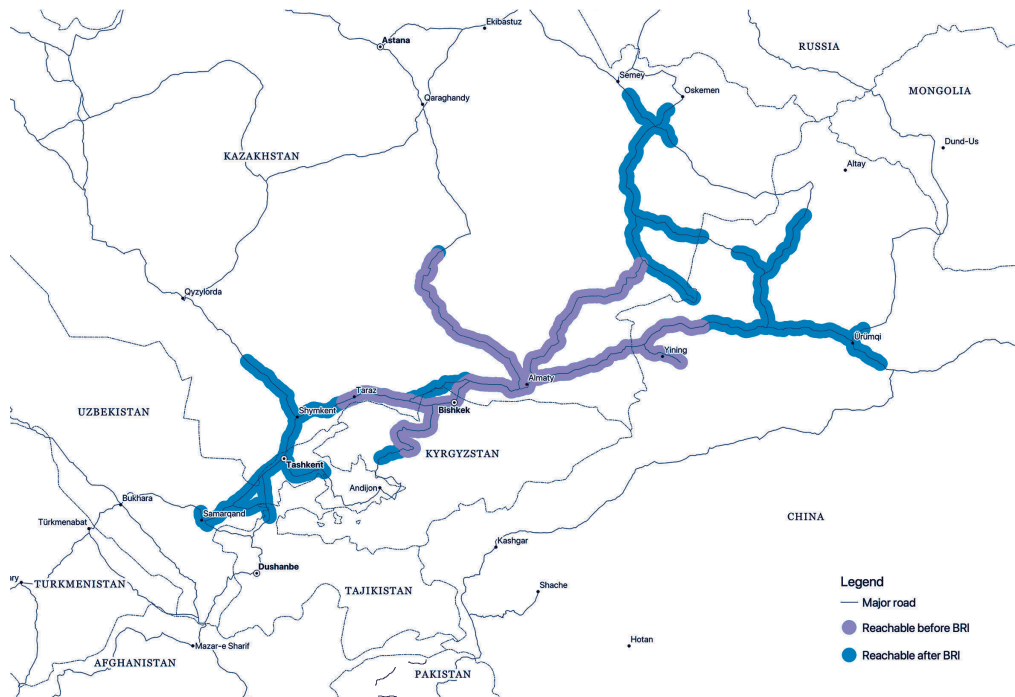 Ekibastuz
Astana
RUSSIA
Semey
Oskemen
MONGOLIA
Qaraghandy
Dund-Us
KAZAKHSTAN
Altay
Qyzylorda
Ürümqi
Yining
Almaty
Taraz
Bishkek
UZBEKISTAN
Shymkent
KYRGYZSTAN
Tashkent
Andijon
Bukhara
Samarqand
CHINA
Türkmenabat
Kashgar
Dushanbe
TURKMENISTAN
TAJIKISTAN
Shache
Hotan
Mazar-e Sharif
AFGHANISTAN
PAKISTAN
Legend
Major road
Reachable before BRI
Reachable after BRI